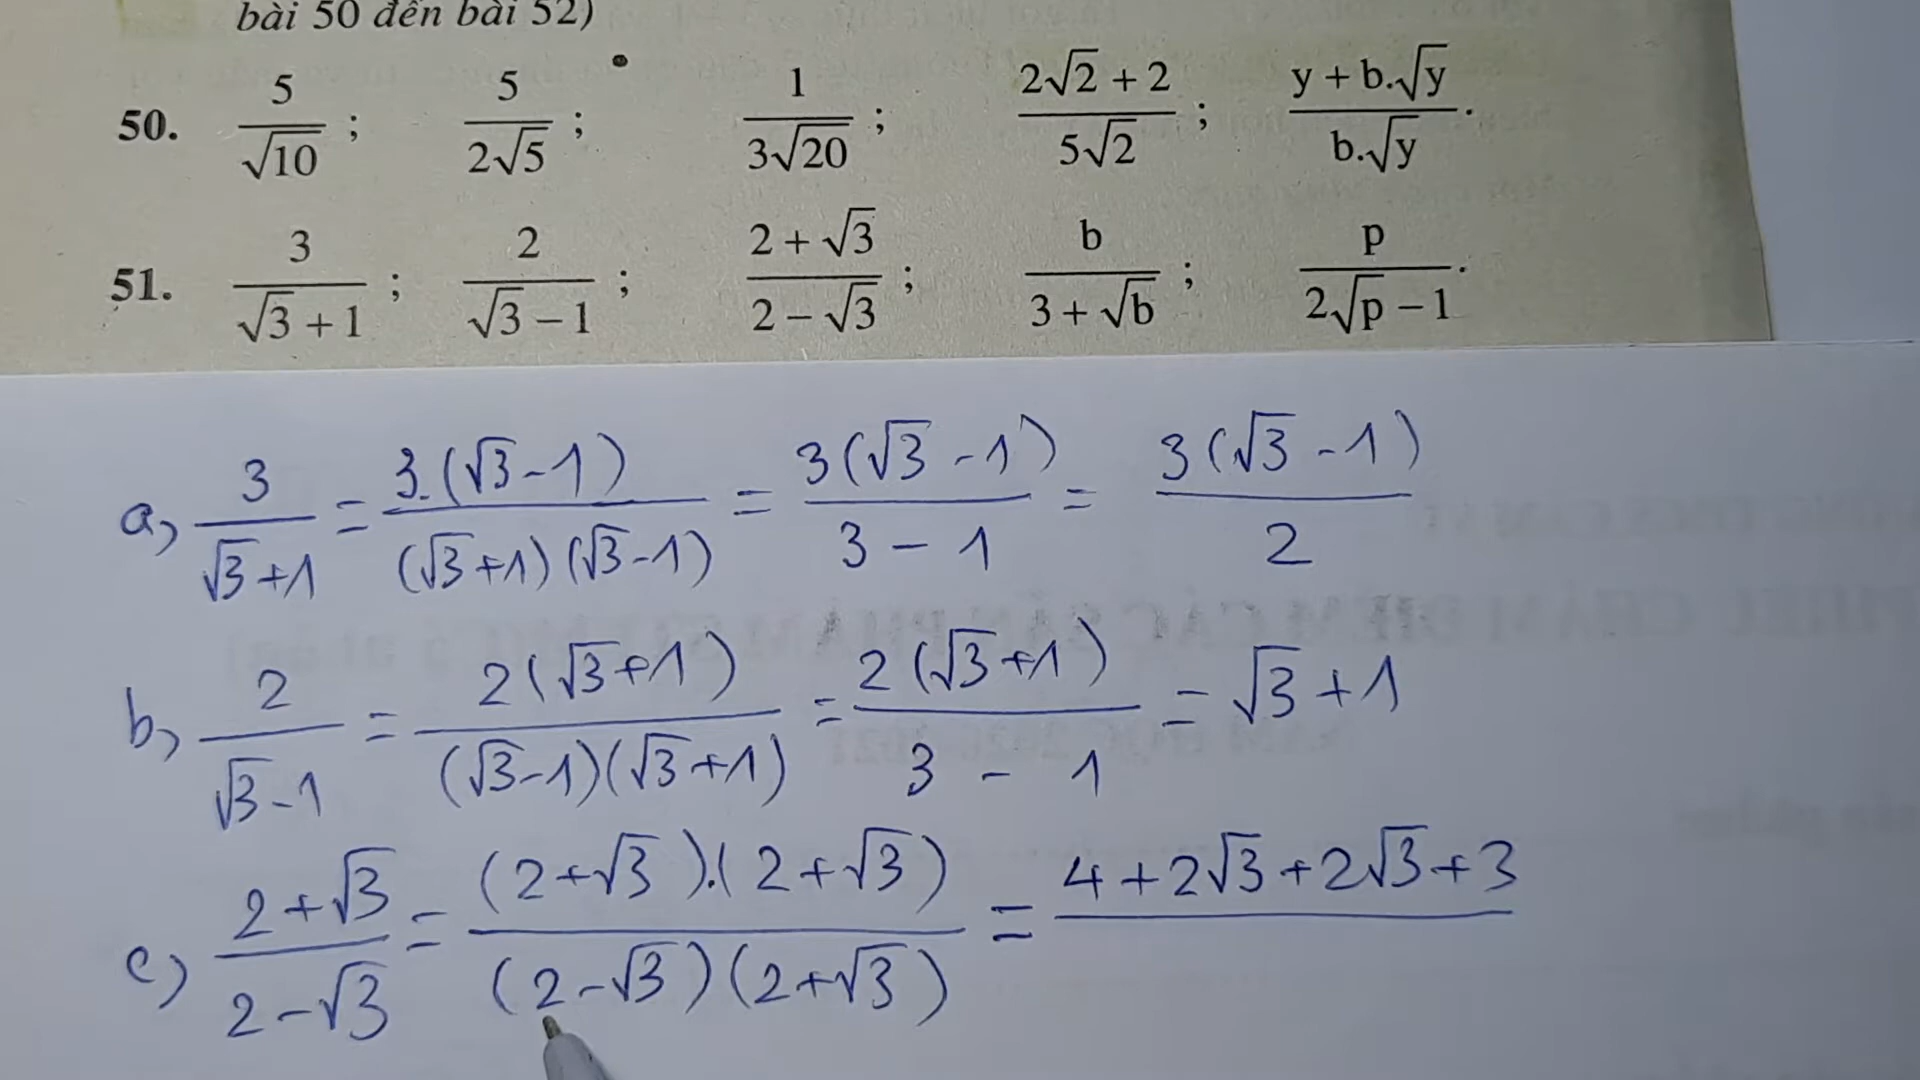 bài 50 đến bài 52)
50. 5/√10 ; 5/(2√5) ; 1/(3√20) ; (2√2 + 2)/(5√2) ; (y + b.√y)/(b.√y).
51. 3/(√3 + 1) ; 2/(√3 − 1) ; (2 + √3)/(2 − √3) ; b/(3 + √b) ; p/(2√p − 1).
a) 3/(√3+1) = 3.(√3-1)/((√3+1)(√3-1)) = 3(√3-1)/(3-1) = 3(√3-1)/2
b) 2/(√3-1) = 2(√3+1)/((√3-1)(√3+1)) = 2(√3+1)/(3-1) = √3+1
c) (2+√3)/(2-√3) = (2+√3).(2+√3)/((2-√3)(2+√3)) = 4+2√3+2√3+3